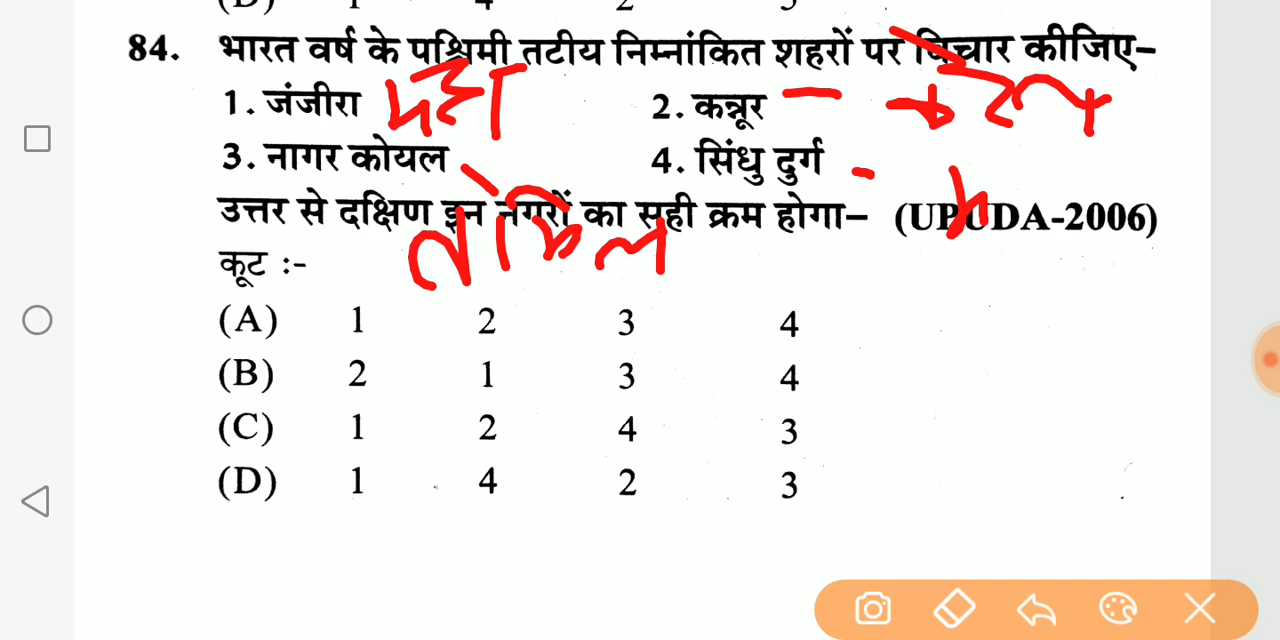 84. भारत वर्ष के पश्चिमी तटीय निम्नांकित शहरों पर विचार कीजिए–
1. जंजीरा 2. कन्नूर – केरल
3. नागर कोयल 4. सिंधु दुर्ग -
उत्तर से दक्षिण इन नगरों का सही क्रम होगा– (UPUDA-2006)
कूट :-
(A) 1 2 3 4
(B) 2 1 3 4
(C) 1 2 4 3
(D) 1 4 2 3